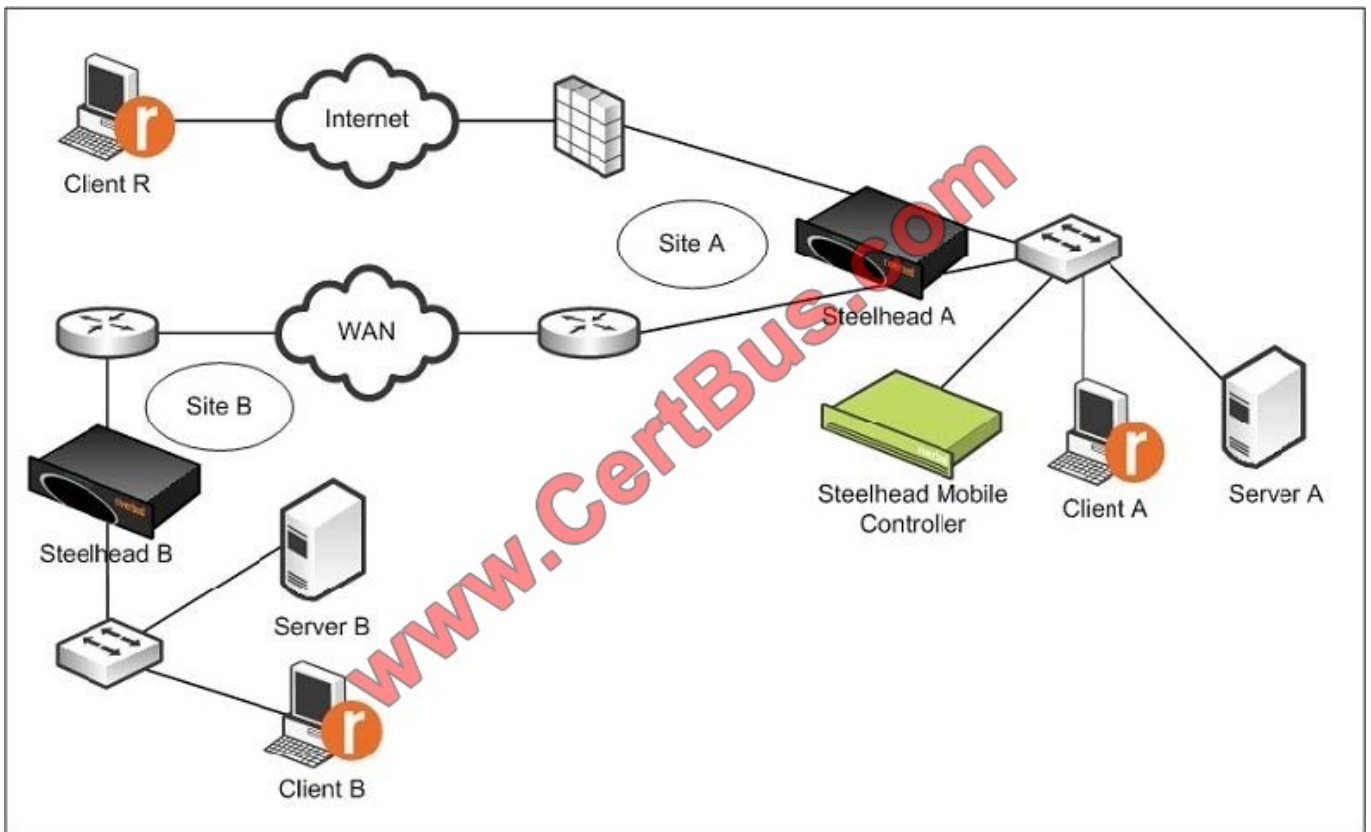 Internet
Client R
Site A
Steelhead A
WAN
Site B
Steelhead B
Steelhead Mobile
Controller
r
Client A
Server A
Server B
r
Client B
r
www.CertBus.com